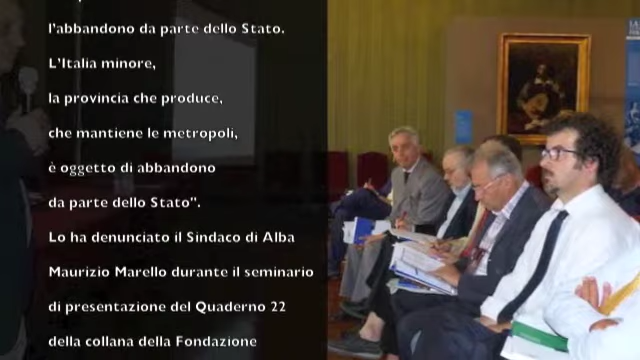 l'abbandono da parte dello Stato.
L'Italia minore,
la provincia che produce,
che mantiene le metropoli,
è oggetto di abbandono
da parte dello Stato".
Lo ha denunciato il Sindaco di Alba
Maurizio Marello durante il seminario
di presentazione del Quaderno 22
della collana della Fondazione